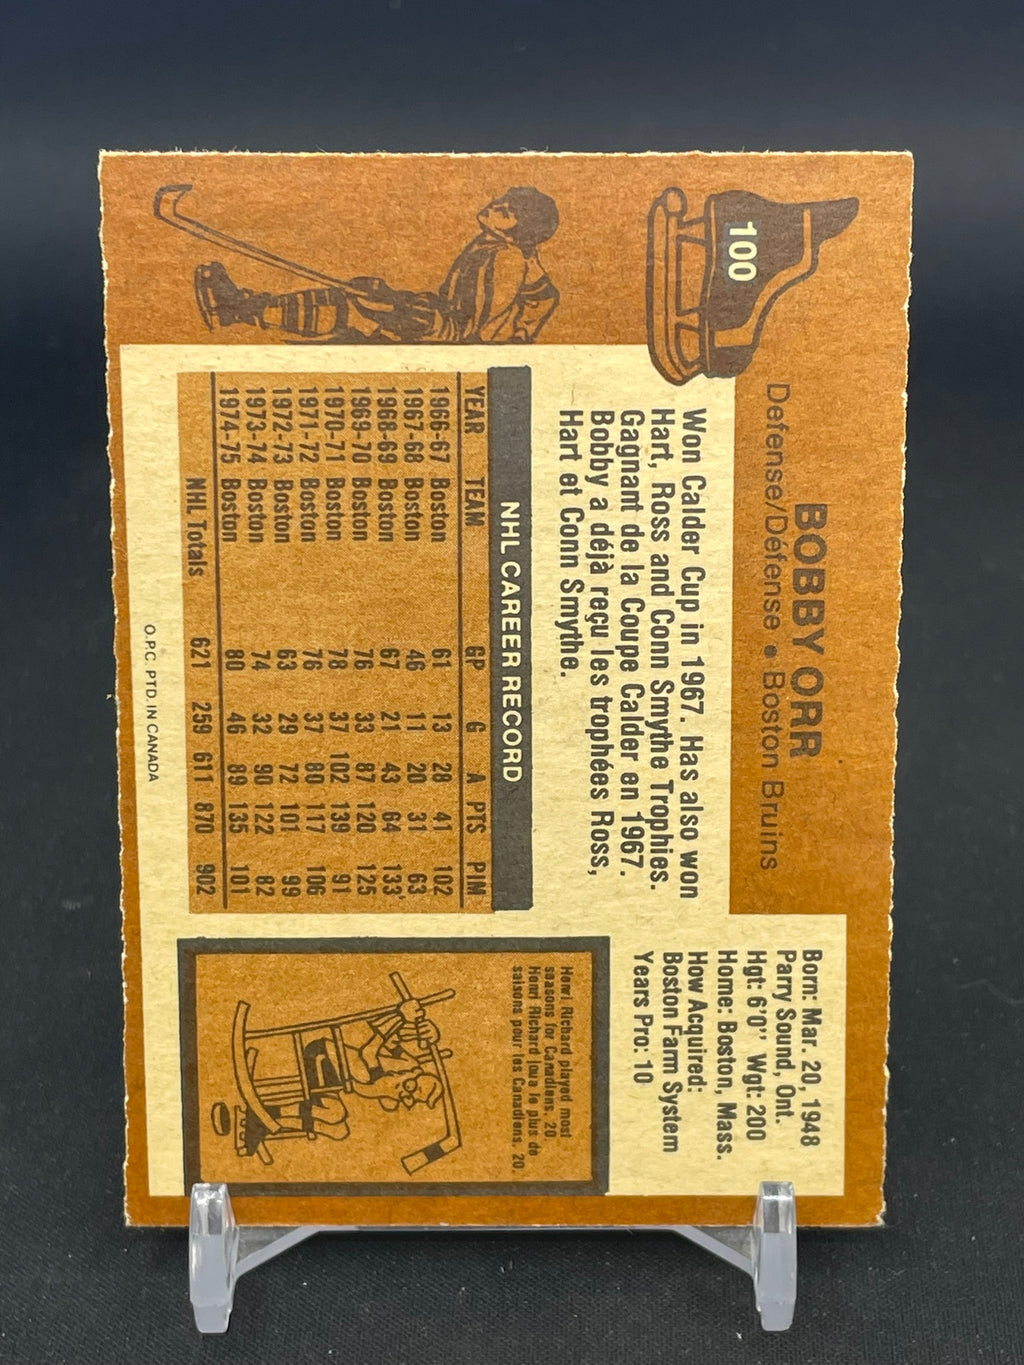 100
BOBBY ORR
Defense/Défense • Boston Bruins
Born: Mar. 20, 1948
Parry Sound, Ont.
Hgt: 6'0" Wgt: 200
Home: Boston, Mass.
How Acquired:
Boston Farm System
Years Pro: 10
Won Calder Cup in 1967. Has also won
Hart, Ross and Conn Smythe Trophies.
Gagnant de la Coupe Calder en 1967.
Bobby a déjà reçu les trophées Ross,
Hart et Conn Smythe.
NHL CAREER RECORD
YEAR TEAM GP G A PTS PIM
1966-67 Boston 61 13 28 41 102
1967-68 Boston 46 11 20 31 63
1968-69 Boston 67 21 43 64 133
1969-70 Boston 76 33 87 120 125
1970-71 Boston 78 37 102 139 91
1971-72 Boston 76 37 80 117 106
1972-73 Boston 63 29 72 101 99
1973-74 Boston 74 32 90 122 82
1974-75 Boston 80 46 89 135 101
NHL Totals 621 259 611 870 902
Henri Richard played most
seasons for Canadiens. 20
Henri Richard joua le plus de
saisons pour les Canadiens. 20.
O.P.C. PTD. IN CANADA